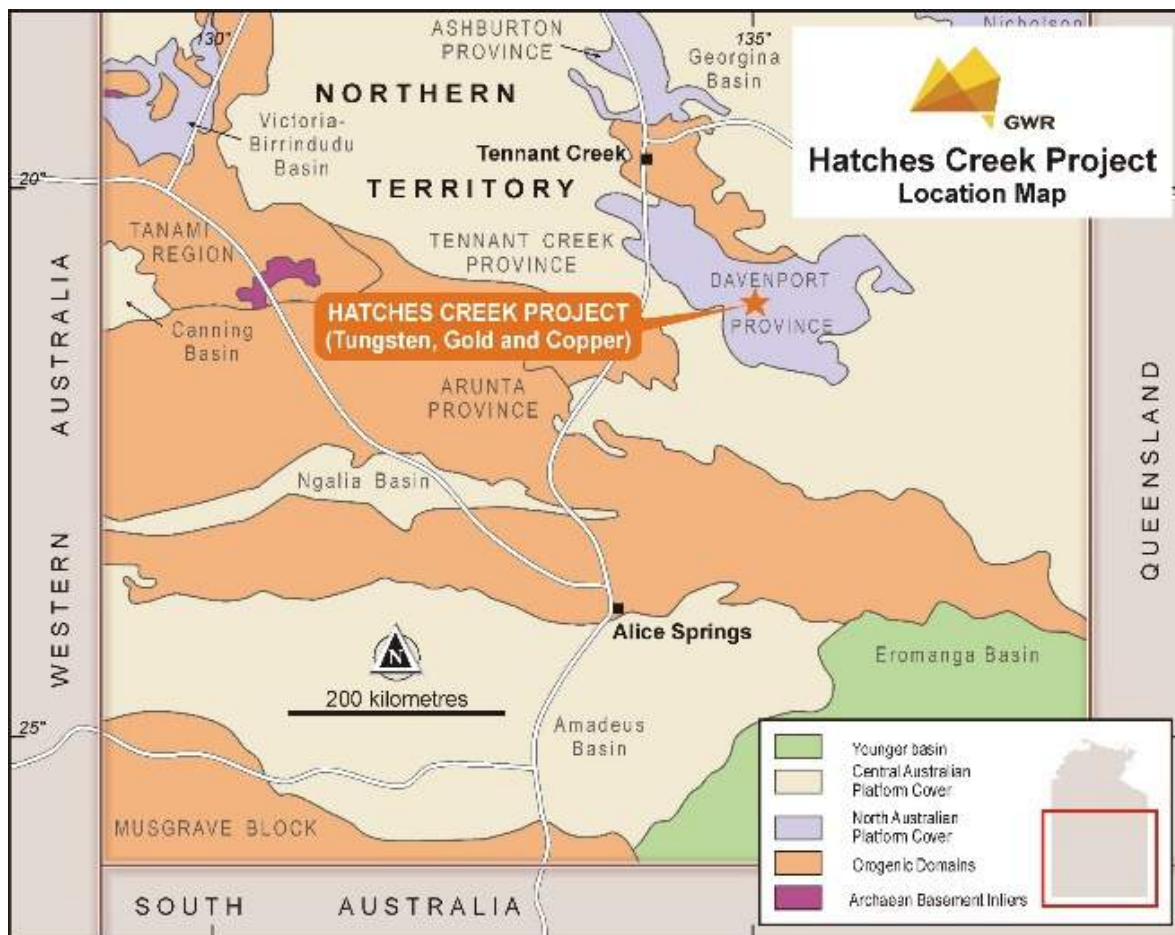 130°
ASHBURTON
PROVINCE
135°
Nicholson
Georgina
Basin
GWR
Hatches Creek Project
Location Map
NORTHERN
TERRITORY
Victoria-
Birrindudu
Basin
Tennant Creek
20°
TANAMI
REGION
TENNANT CREEK
PROVINCE
DAVENPORT
PROVINCE
HATCHES CREEK PROJECT
(Tungsten, Gold and Copper)
Canning
Basin
ARUNTA
PROVINCE
WESTERN AUSTRALIA
QUEENSLAND
Ngalia Basin
Alice Springs
Eromanga Basin
N
200 kilometres
25°
Amadeus
Basin
MUSGRAVE BLOCK
SOUTH AUSTRALIA
Younger basin
Central Australian
Platform Cover
North Australian
Platform Cover
Orogenic Domains
Archaean Basement Inliers